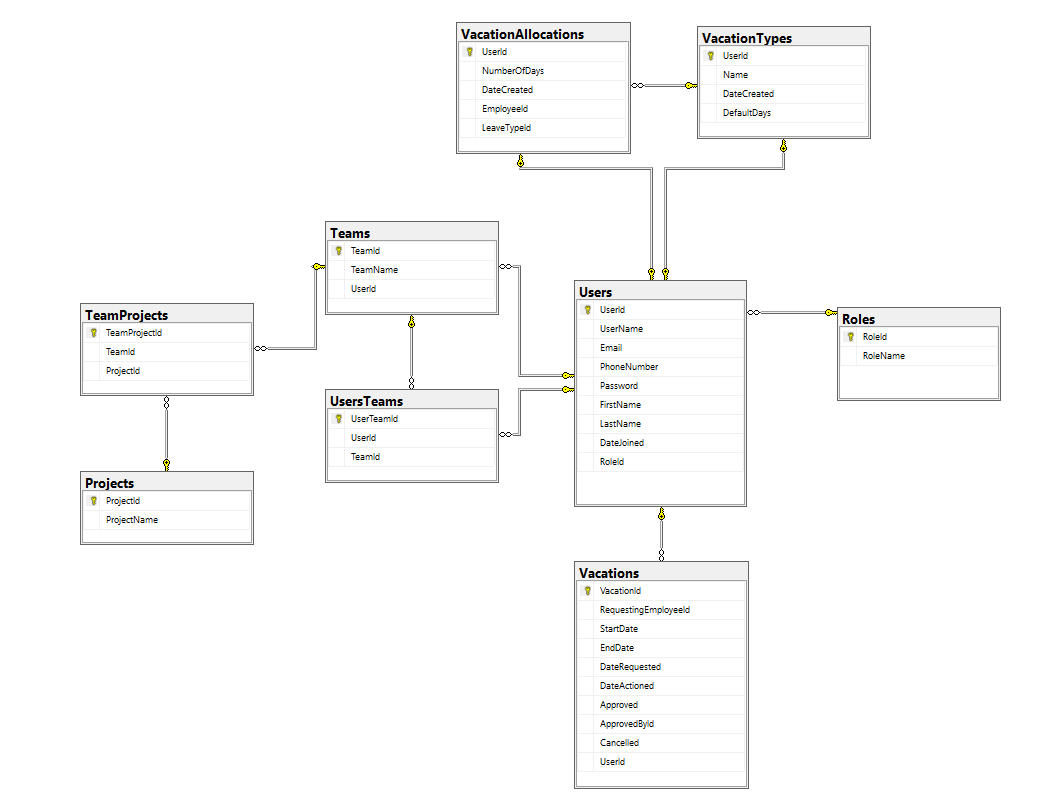 VacationAllocations
UserId
NumberOfDays
DateCreated
EmployeeId
LeaveTypeId
VacationTypes
UserId
Name
DateCreated
DefaultDays
Teams
TeamId
TeamName
UserId
Users
UserId
UserName
Email
PhoneNumber
Password
FirstName
LastName
DateJoined
RoleId
TeamProjects
TeamProjectId
TeamId
ProjectId
Roles
RoleId
RoleName
UsersTeams
UserTeamId
UserId
TeamId
Projects
ProjectId
ProjectName
Vacations
VacationId
RequestingEmployeeId
StartDate
EndDate
DateRequested
DateActioned
Approved
ApprovedById
Cancelled
UserId